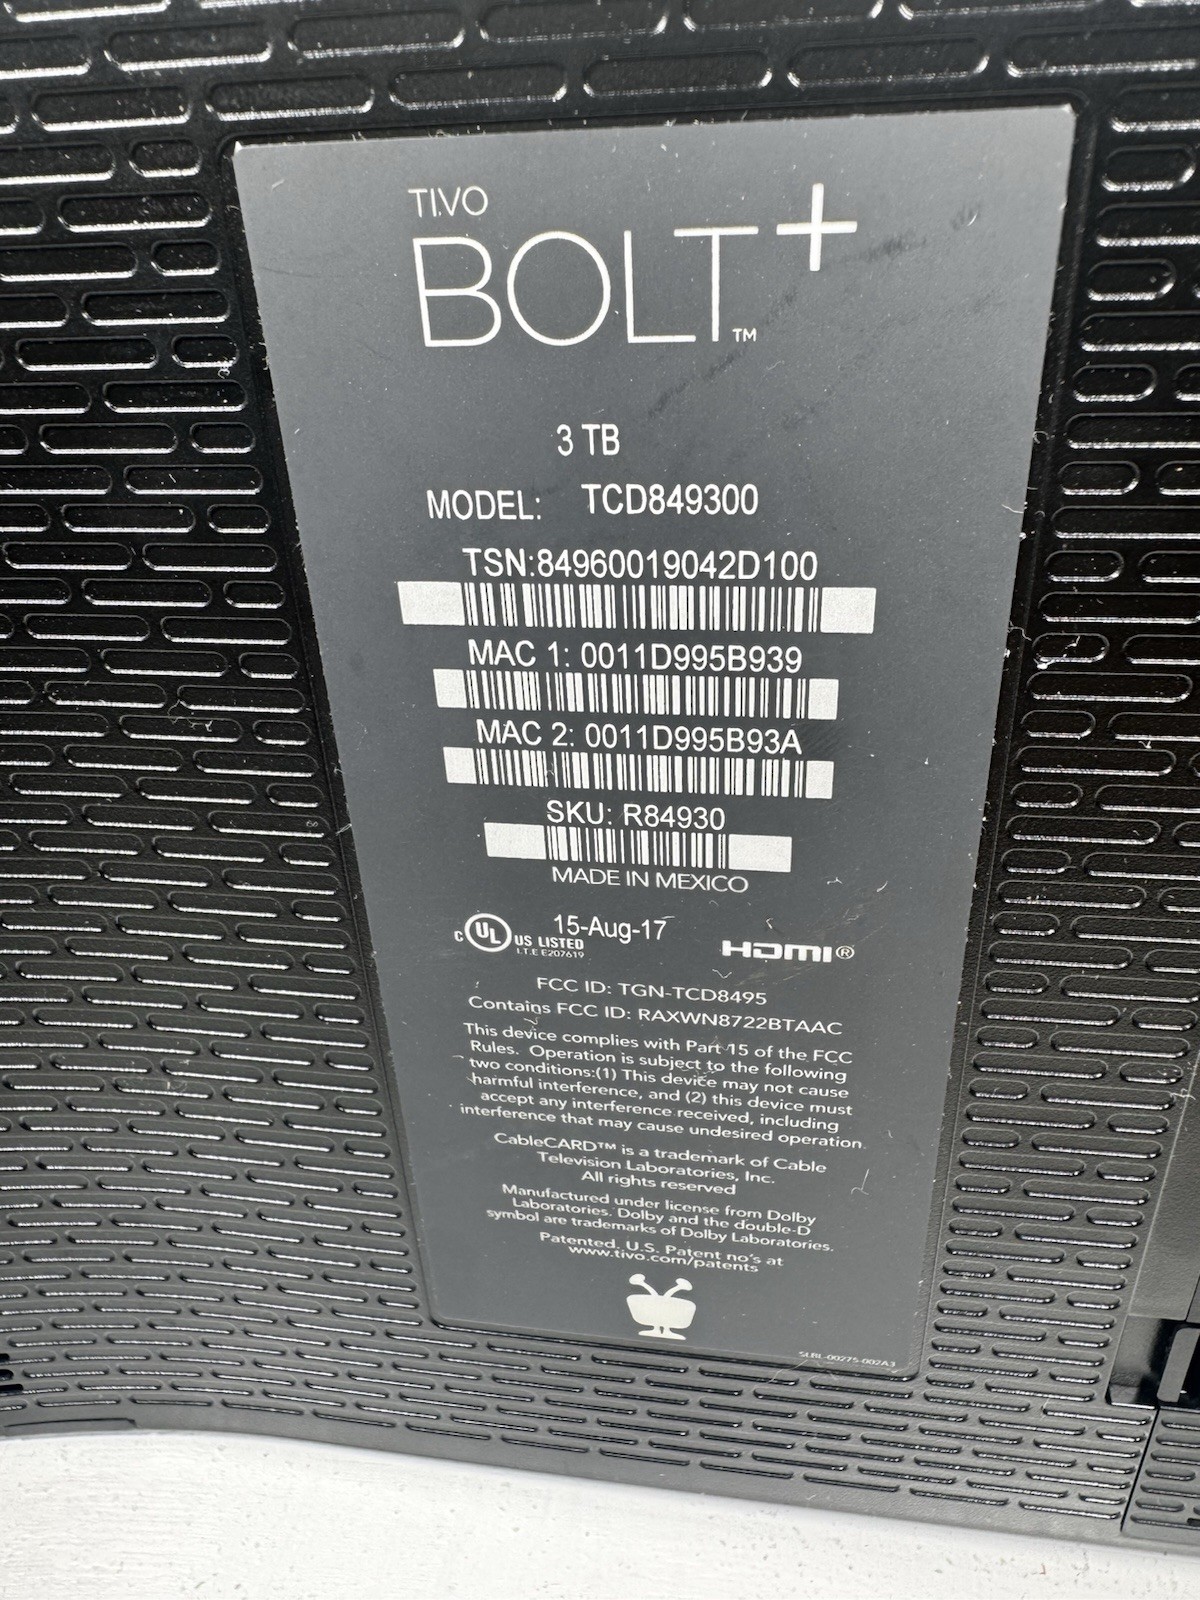 TIVO
BOLT+™
3 TB
MODEL: TCD849300
TSN:84960019042D100
MAC 1: 0011D995B939
MAC 2: 0011D995B93A
SKU: R84930
MADE IN MEXICO
15-Aug-17
C UL US LISTED
I.T.E E207619
HDMI®
FCC ID: TGN-TCD8495
Contains FCC ID: RAXWN8722BTAAC
This device complies with Part 15 of the FCC
Rules. Operation is subject to the following
two conditions:(1) This device may not cause
harmful interference, and (2) this device must
accept any interference received, including
interference that may cause undesired operation.
CableCARD™ is a trademark of Cable
Television Laboratories, Inc.
All rights reserved
Manufactured under license from Dolby
Laboratories. Dolby and the double-D
symbol are trademarks of Dolby Laboratories.
Patented. U.S. Patent no's at
www.tivo.com/patents
SLBL-00275-002A3